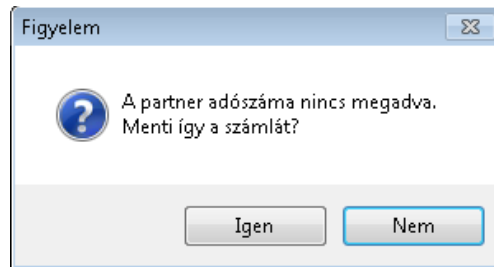 Figyelem
A partner adószáma nincs megadva.
Menti így a számlát?
Igen
Nem